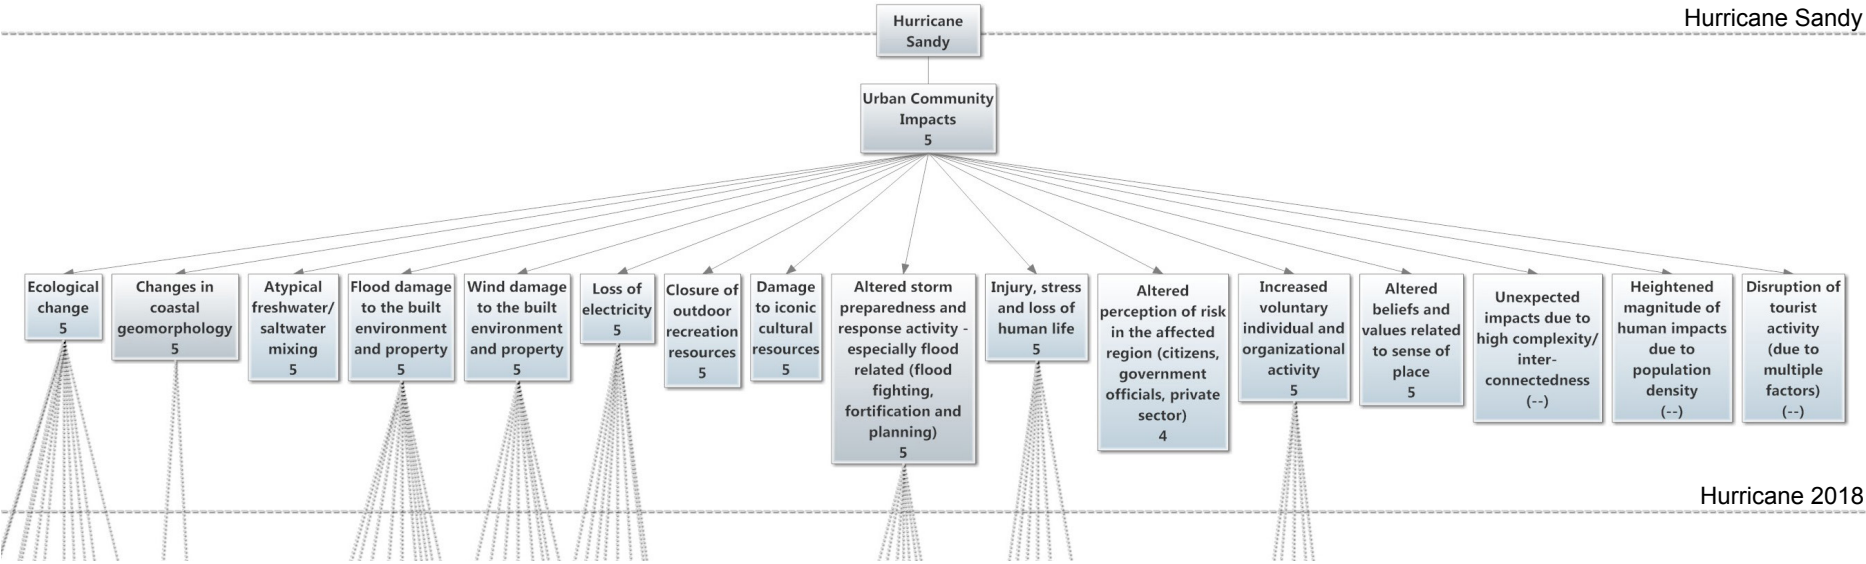 Hurricane Sandy
Hurricane
Sandy
Urban Community
Impacts
5
Ecological
change
5
Changes in
coastal
geomorphology
5
Atypical
freshwater/
saltwater
mixing
5
Flood damage
to the built
environment
and property
5
Wind damage
to the built
environment
and property
5
Loss of
electricity
5
Closure of
outdoor
recreation
resources
5
Damage
to iconic
cultural
resources
5
Altered storm
preparedness and
response activity -
especially flood
related (flood
fighting,
fortification and
planning)
5
Injury, stress
and loss of
human life
5
Altered
perception of risk
in the affected
region (citizens,
government
officials, private
sector)
4
Increased
voluntary
individual and
organizational
activity
5
Altered
beliefs and
values related
to sense of
place
5
Unexpected
impacts due to
high complexity/
inter-
connectedness
(--)
Heightened
magnitude of
human impacts
due to
population
density
(--)
Disruption of
tourist
activity
(due to
multiple
factors)
(--)
Hurricane 2018